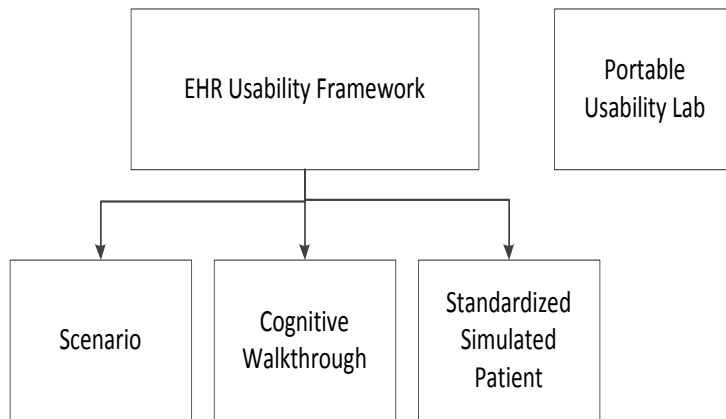 EHR Usability Framework
Portable
Usability Lab
Scenario
Cognitive
Walkthrough
Standardized
Simulated
Patient